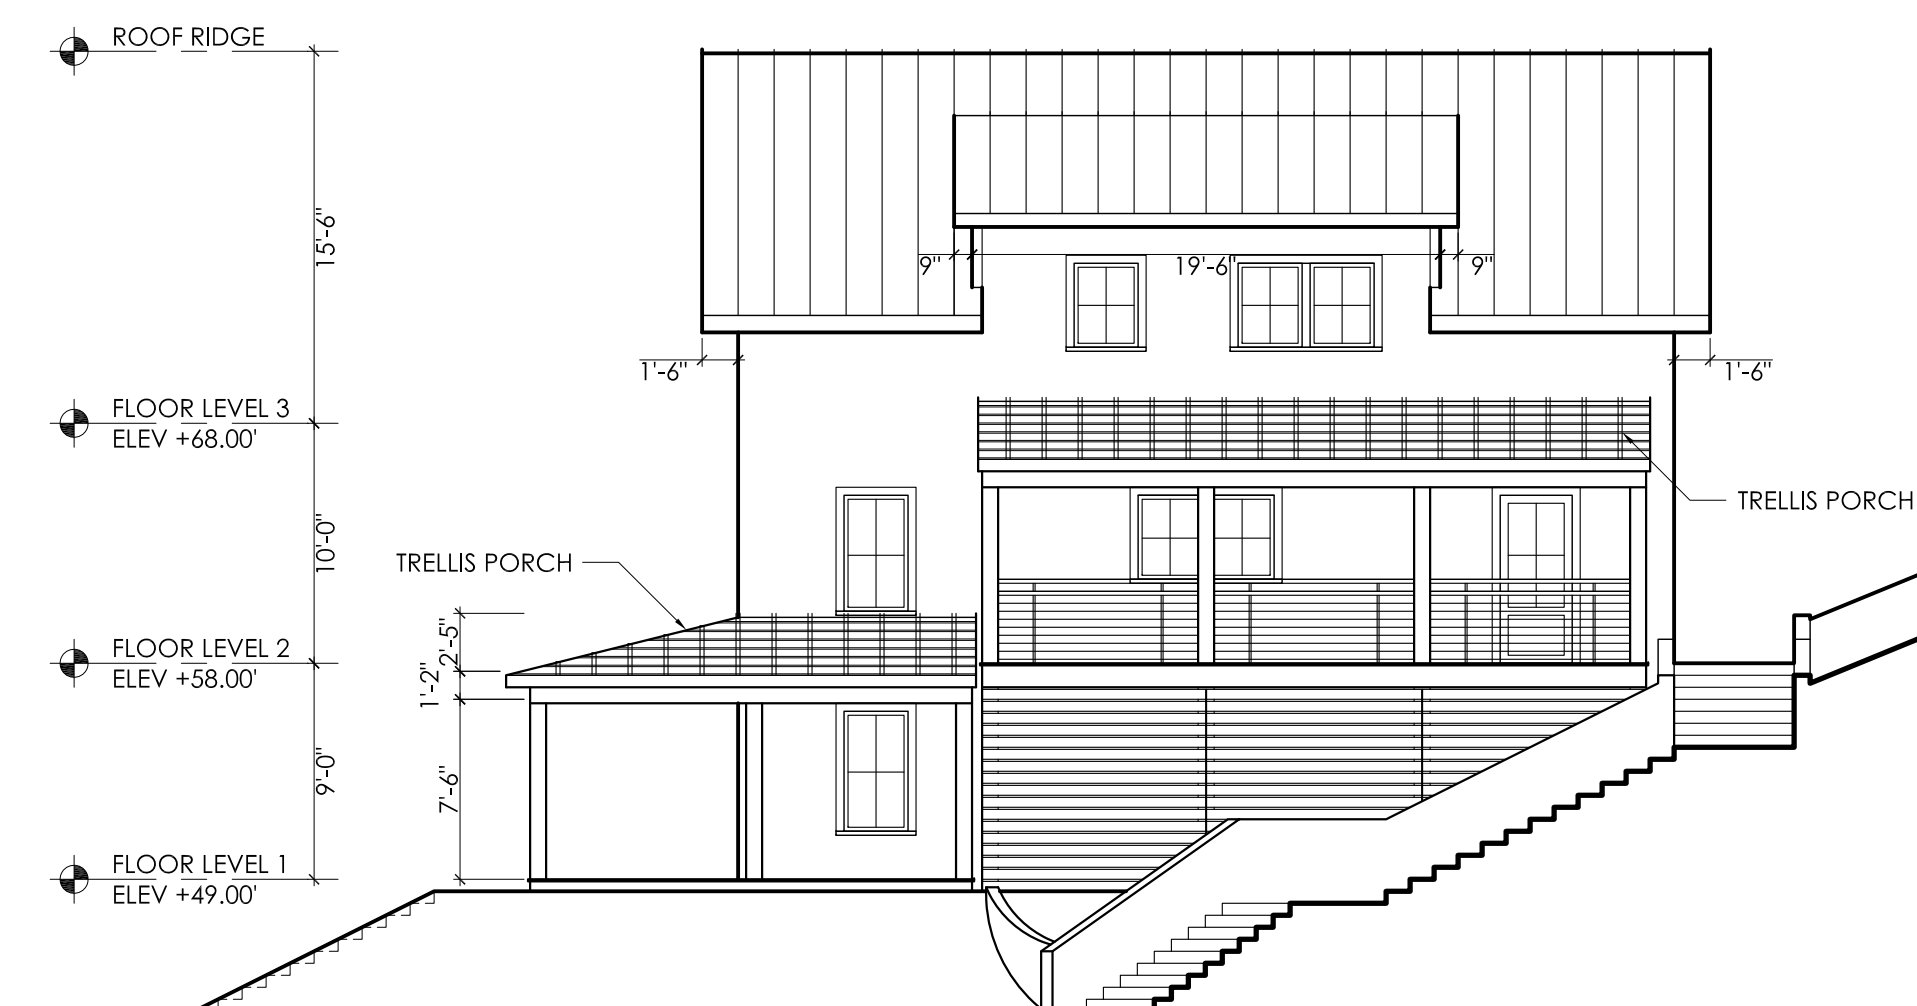 ROOF RIDGE
15'-6"
9"
19'-6"
9"
1'-6"
1'-6"
FLOOR LEVEL 3
ELEV +68.00'
TRELLIS PORCH
10'-0"
TRELLIS PORCH
FLOOR LEVEL 2
ELEV +58.00'
2'-5"
1'-2"
9'-0"
7'-6"
FLOOR LEVEL 1
ELEV +49.00'